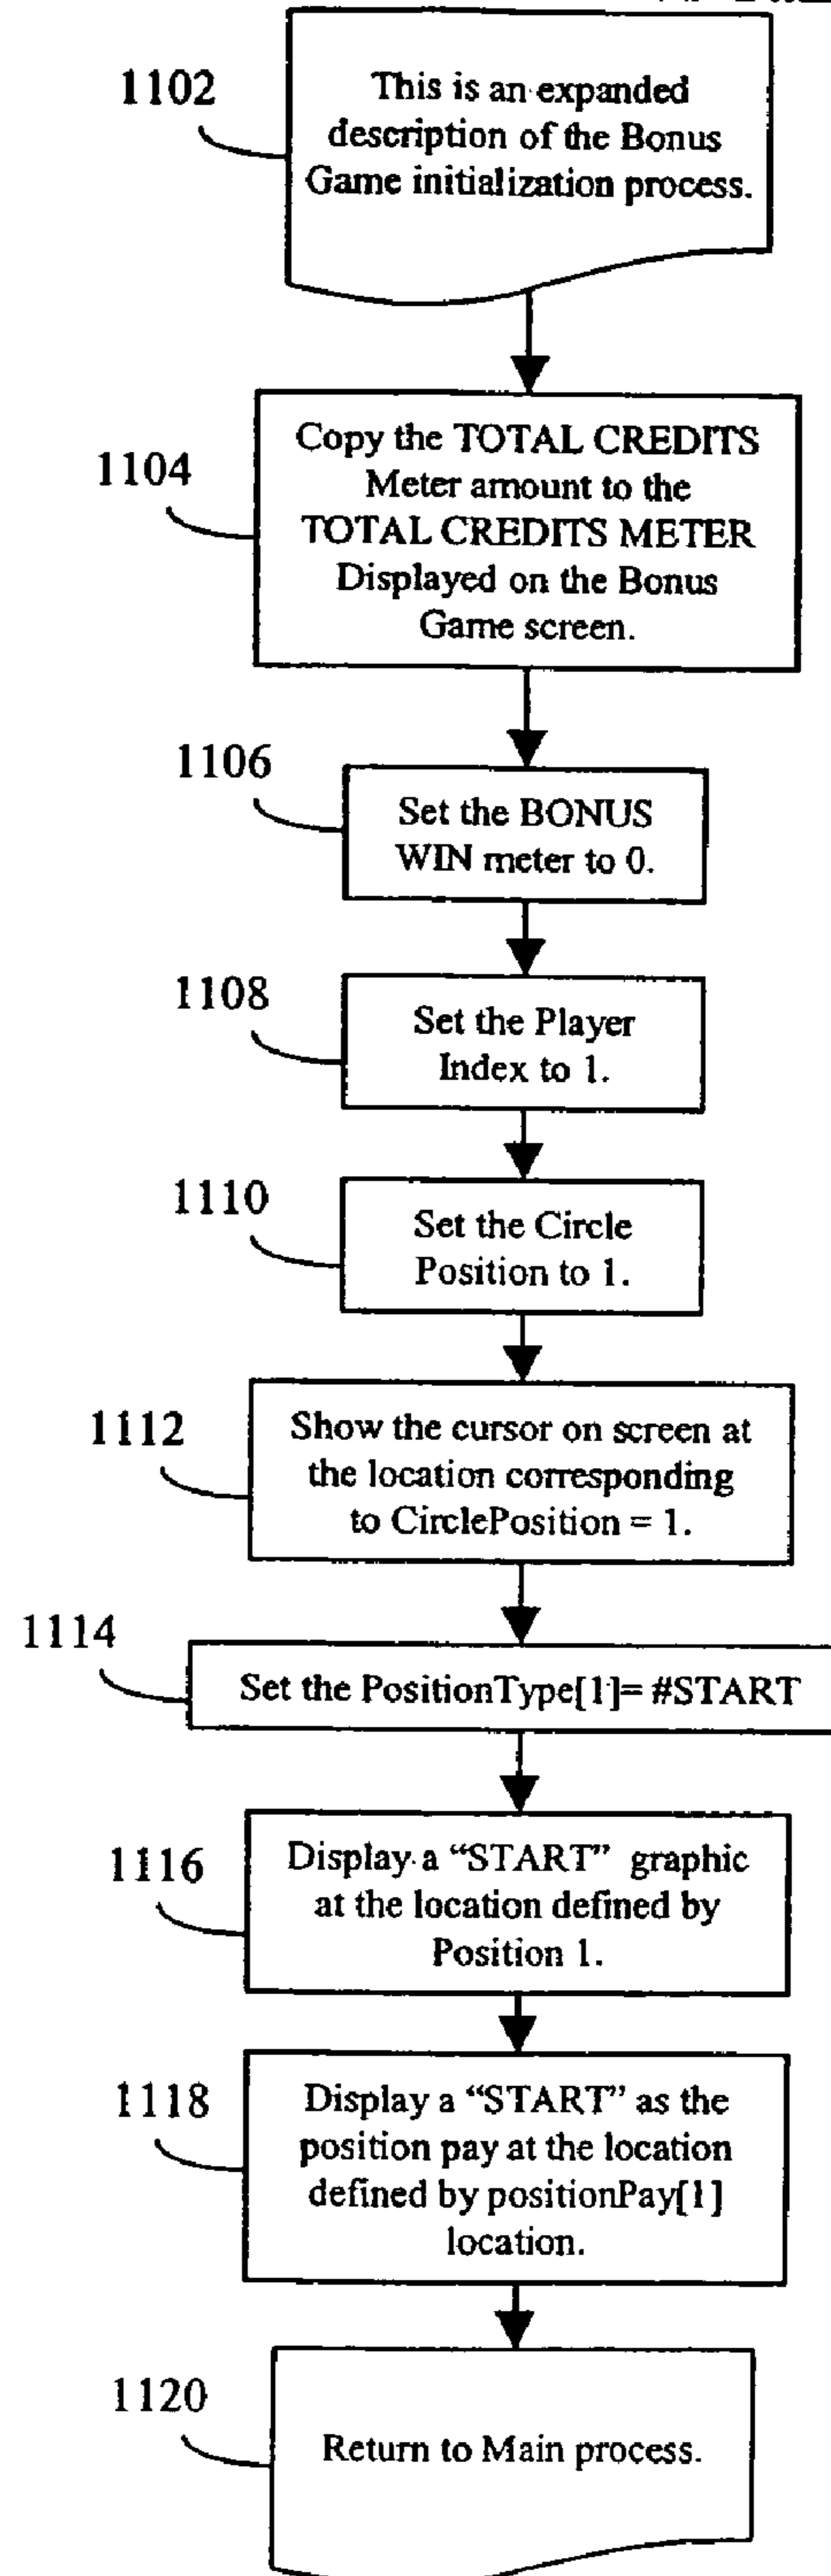 1102
This is an expanded
description of the Bonus
Game initialization process.
1104
Copy the TOTAL CREDITS
Meter amount to the
TOTAL CREDITS METER
Displayed on the Bonus
Game screen.
1106
Set the BONUS
WIN meter to 0.
1108
Set the Player
Index to 1.
1110
Set the Circle
Position to 1.
1112
Show the cursor on screen at
the location corresponding
to CirclePosition = 1.
1114
Set the PositionType[1]= #START
1116
Display a “START” graphic
at the location defined by
Position 1.
1118
Display a “START” as the
position pay at the location
defined by positionPay[1]
location.
1120
Return to Main process.